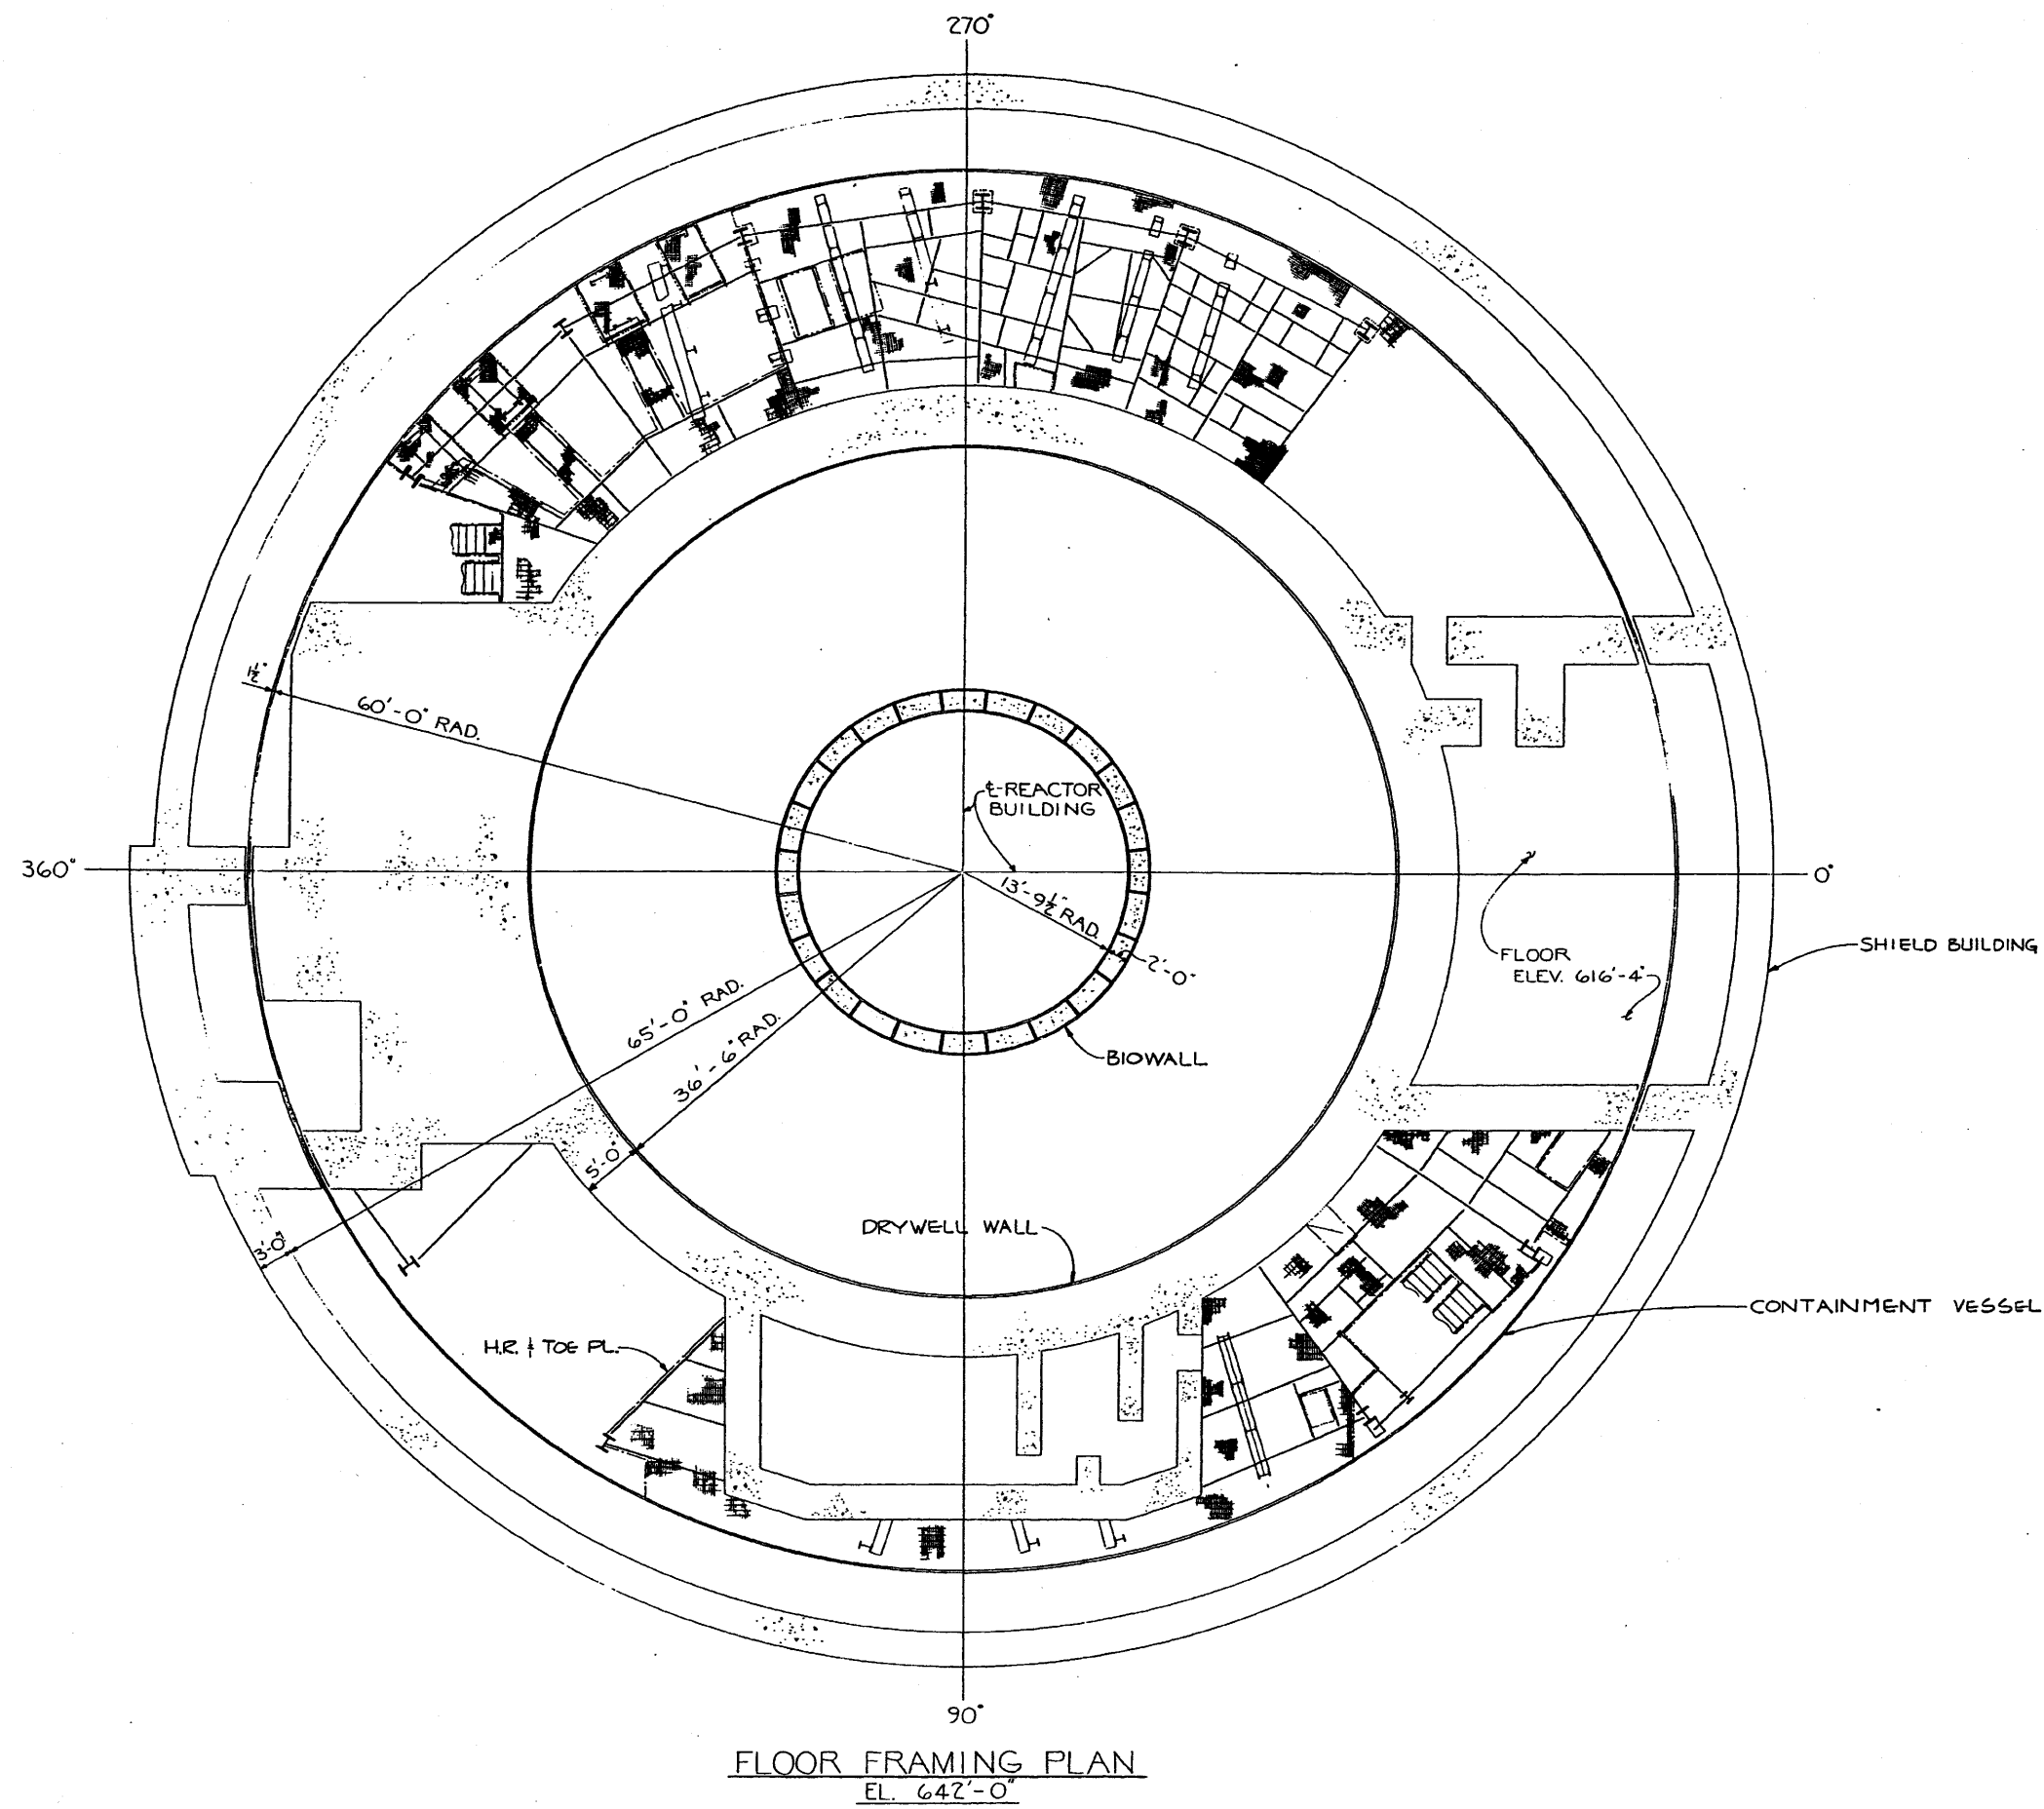 270°
1½"
60'-0" RAD.
℄-REACTOR
BUILDING
360°
0°
13'-9½" RAD.
2'-0"
FLOOR
ELEV. 616'-4"
SHIELD BUILDING
65'-0" RAD.
36'-6" RAD.
BIOWALL
5'-0"
3'-0"
DRYWELL WALL
CONTAINMENT VESSEL
H.R. & TOE PL.
90°
FLOOR FRAMING PLAN
EL. 642'-0"